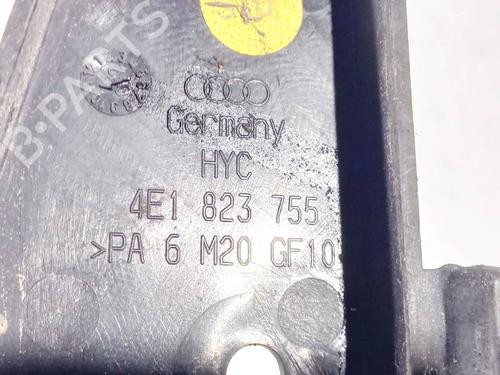 Germany
HYC
4E1 823 755
>PA 6 M20 GF10
B-PARTS